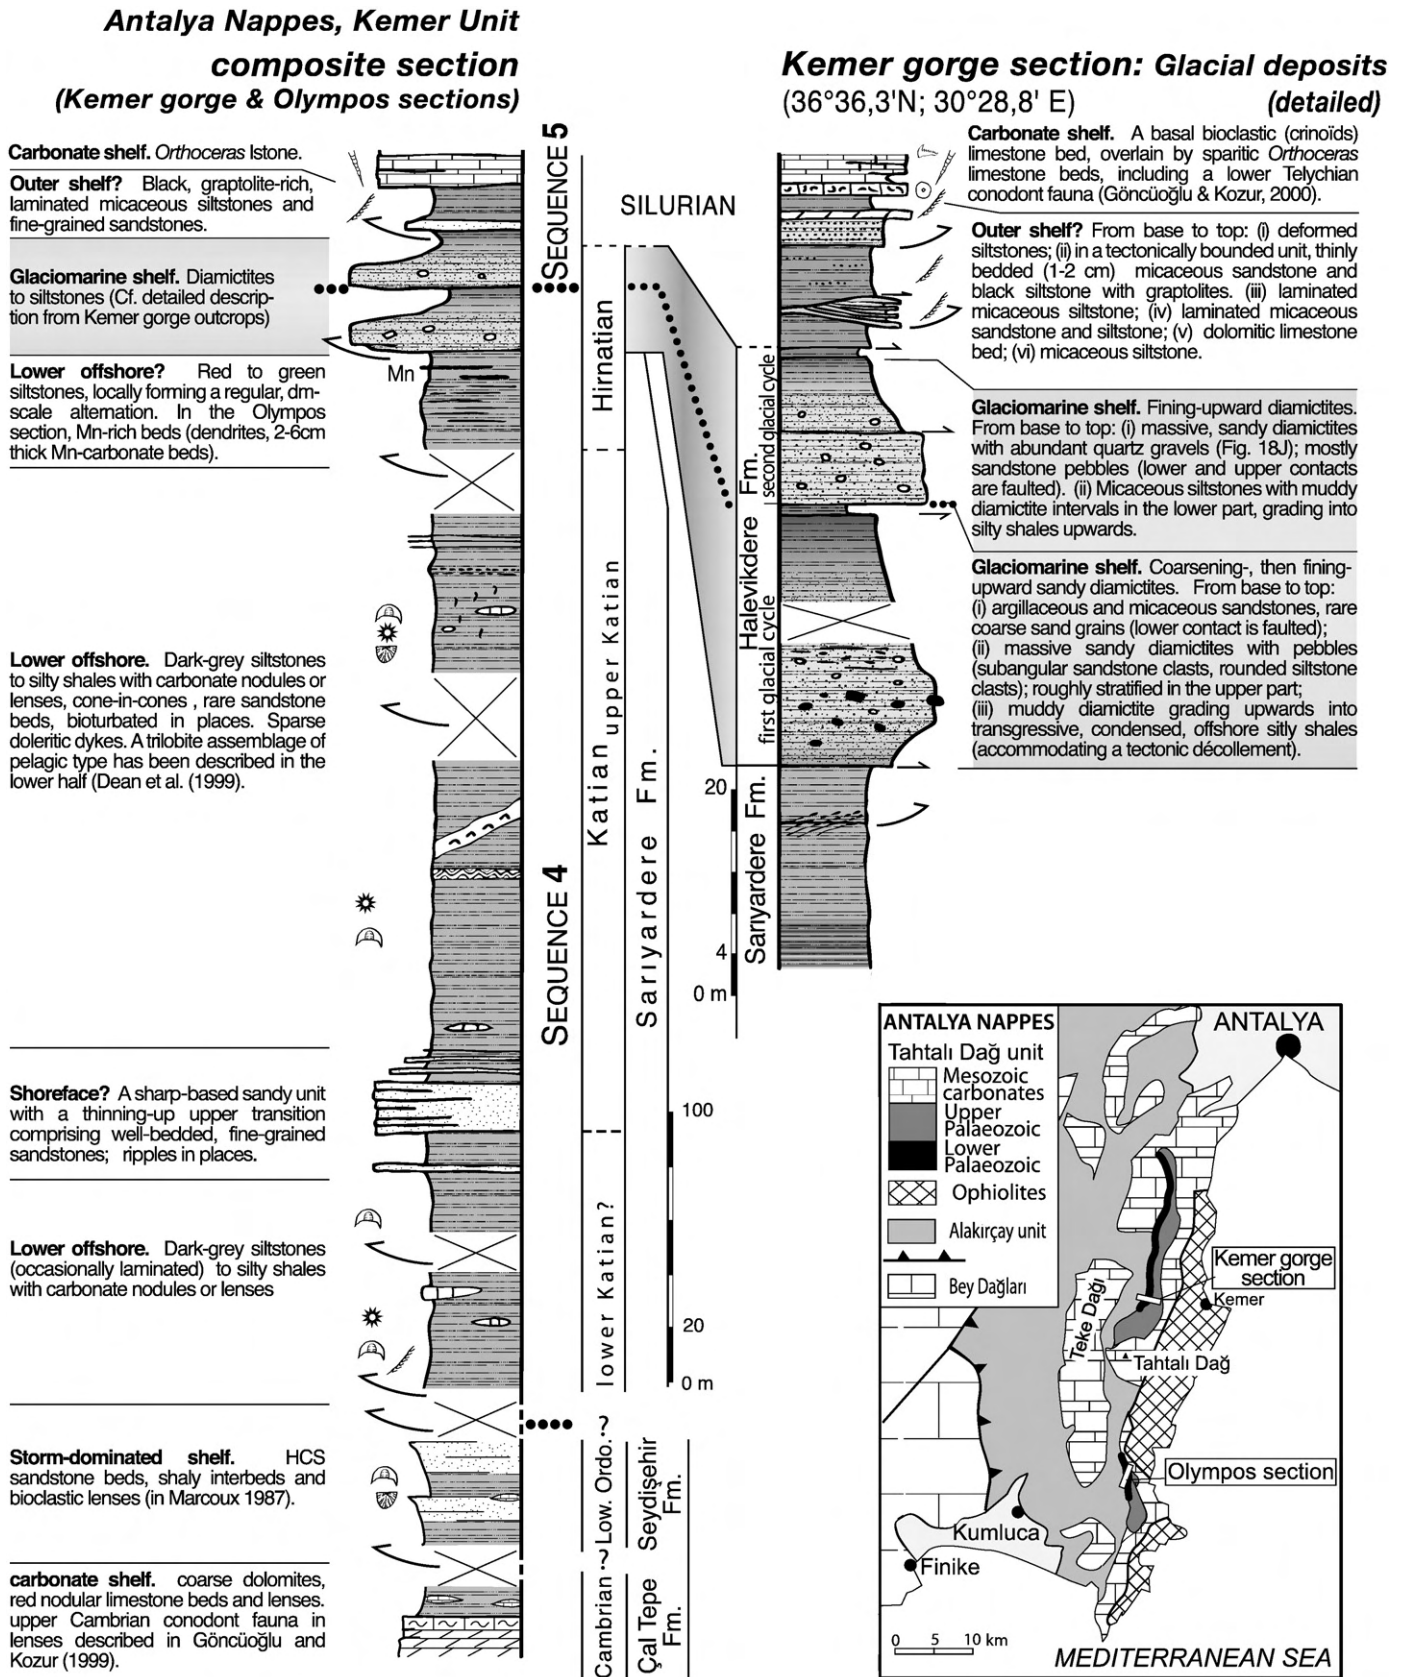 Antalya Nappes, Kemer Unit
composite section
(Kemer gorge & Olympos sections)
Carbonate shelf. Orthoceras lstone.
Outer shelf? Black, graptolite-rich,
laminated micaceous siltstones and
fine-grained sandstones.
Glaciomarine shelf. Diamictites
to siltstones (Cf. detailed descrip-
tion from Kemer gorge outcrops)
Lower offshore? Red to green
siltstones, locally forming a regular, dm-
scale alternation. In the Olympos
section, Mn-rich beds (dendrites, 2-6cm
thick Mn-carbonate beds).
Lower offshore. Dark-grey siltstones
to silty shales with carbonate nodules or
lenses, cone-in-cones , rare sandstone
beds, bioturbated in places. Sparse
doleritic dykes. A trilobite assemblage of
pelagic type has been described in the
lower half (Dean et al. (1999).
Shoreface? A sharp-based sandy unit
with a thinning-up upper transition
comprising well-bedded, fine-grained
sandstones; ripples in places.
Lower offshore. Dark-grey siltstones
(occasionally laminated) to silty shales
with carbonate nodules or lenses
Storm-dominated shelf. HCS
sandstone beds, shaly interbeds and
bioclastic lenses (in Marcoux 1987).
carbonate shelf. coarse dolomites,
red nodular limestone beds and lenses.
upper Cambrian conodont fauna in
lenses described in Göncüoğlu and
Kozur (1999).
Mn
SEQUENCE 5
SEQUENCE 4
SILURIAN
Hirnatian
Katian
upper Katian
lower Katian?
?
Low. Ordo.
?
Cambrian
Sarıyardere Fm.
Seydişehir
Fm.
Çal Tepe
Fm.
100
20
0 m
Kemer gorge section: Glacial deposits
(36°36,3'N; 30°28,8' E)
(detailed)
Halevikdere Fm.
second glacial cycle
first glacial cycle
Sarıyardere Fm.
20
4
0 m
Carbonate shelf. A basal bioclastic (crinoïds)
limestone bed, overlain by sparitic Orthoceras
limestone beds, including a lower Telychian
conodont fauna (Göncüoğlu & Kozur, 2000).
Outer shelf? From base to top: (i) deformed
siltstones; (ii) in a tectonically bounded unit, thinly
bedded (1-2 cm) micaceous sandstone and
black siltstone with graptolites. (iii) laminated
micaceous siltstone; (iv) laminated micaceous
sandstone and siltstone; (v) dolomitic limestone
bed; (vi) micaceous siltstone.
Glaciomarine shelf. Fining-upward diamictites.
From base to top: (i) massive, sandy diamictites
with abundant quartz gravels (Fig. 18J); mostly
sandstone pebbles (lower and upper contacts
are faulted). (ii) Micaceous siltstones with muddy
diamictite intervals in the lower part, grading into
silty shales upwards.
Glaciomarine shelf. Coarsening-, then fining-
upward sandy diamictites. From base to top:
(i) argillaceous and micaceous sandstones, rare
coarse sand grains (lower contact is faulted);
(ii) massive sandy diamictites with pebbles
(subangular sandstone clasts, rounded siltstone
clasts); roughly stratified in the upper part;
(iii) muddy diamictite grading upwards into
transgressive, condensed, offshore sitly shales
(accommodating a tectonic décollement).
ANTALYA NAPPES
Tahtalı Dağ unit
Mesozoic
carbonates
Upper
Palaeozoic
Lower
Palaeozoic
Ophiolites
Alakırçay unit
Bey Dağları
ANTALYA
Kemer gorge
section
Kemer
Teke Dağı
Tahtalı Dağ
Olympos section
Kumluca
Finike
0 5 10 km
MEDITERRANEAN SEA